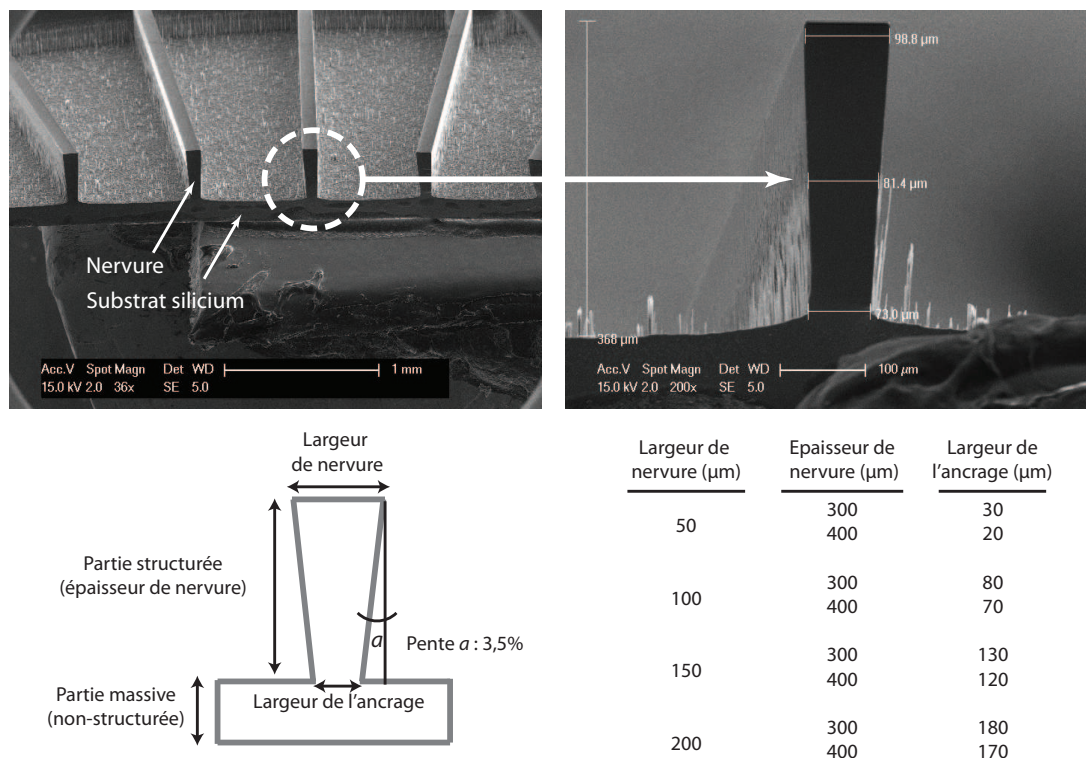 Nervure
Substrat silicium
Acc.V Spot Magn Det WD 1 mm
15.0 kV 2.0 36x SE 5.0
98.8 µm
81.4 µm
73.0 µm
368 µm
Acc.V Spot Magn Det WD 100 µm
15.0 kV 2.0 200x SE 5.0
Largeur
de nervure
Partie structurée
(épaisseur de nervure)
a
Pente a : 3,5%
Partie massive
(non-structurée)
Largeur de l’ancrage
Largeur de Epaisseur de Largeur de
nervure (µm) nervure (µm) l’ancrage (µm)
50
300 30
400 20
100
300 80
400 70
150
300 130
400 120
200
300 180
400 170